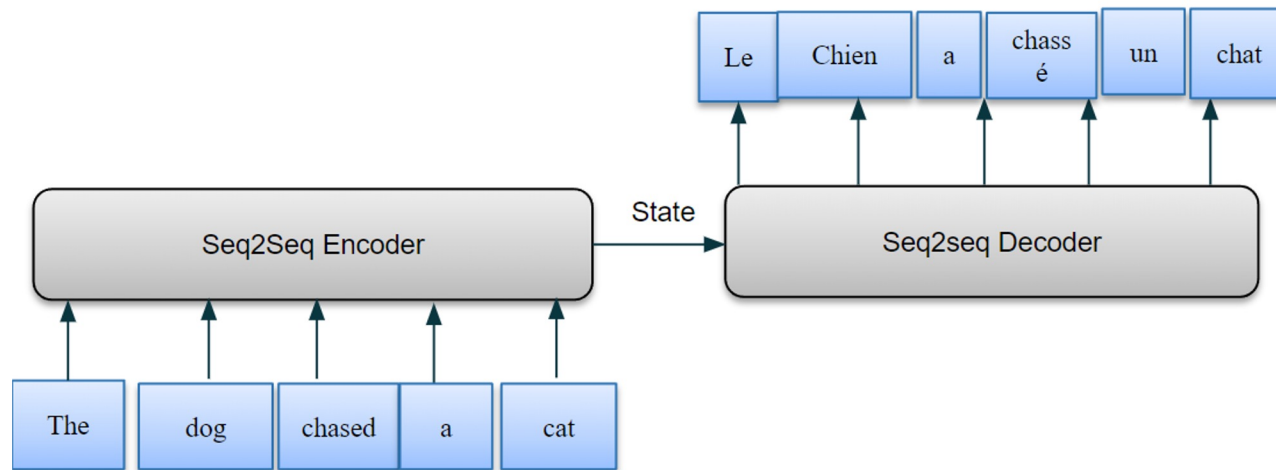 Le Chien a chass un chat
é
State
Seq2Seq Encoder
Seq2seq Decoder
The dog chased a cat